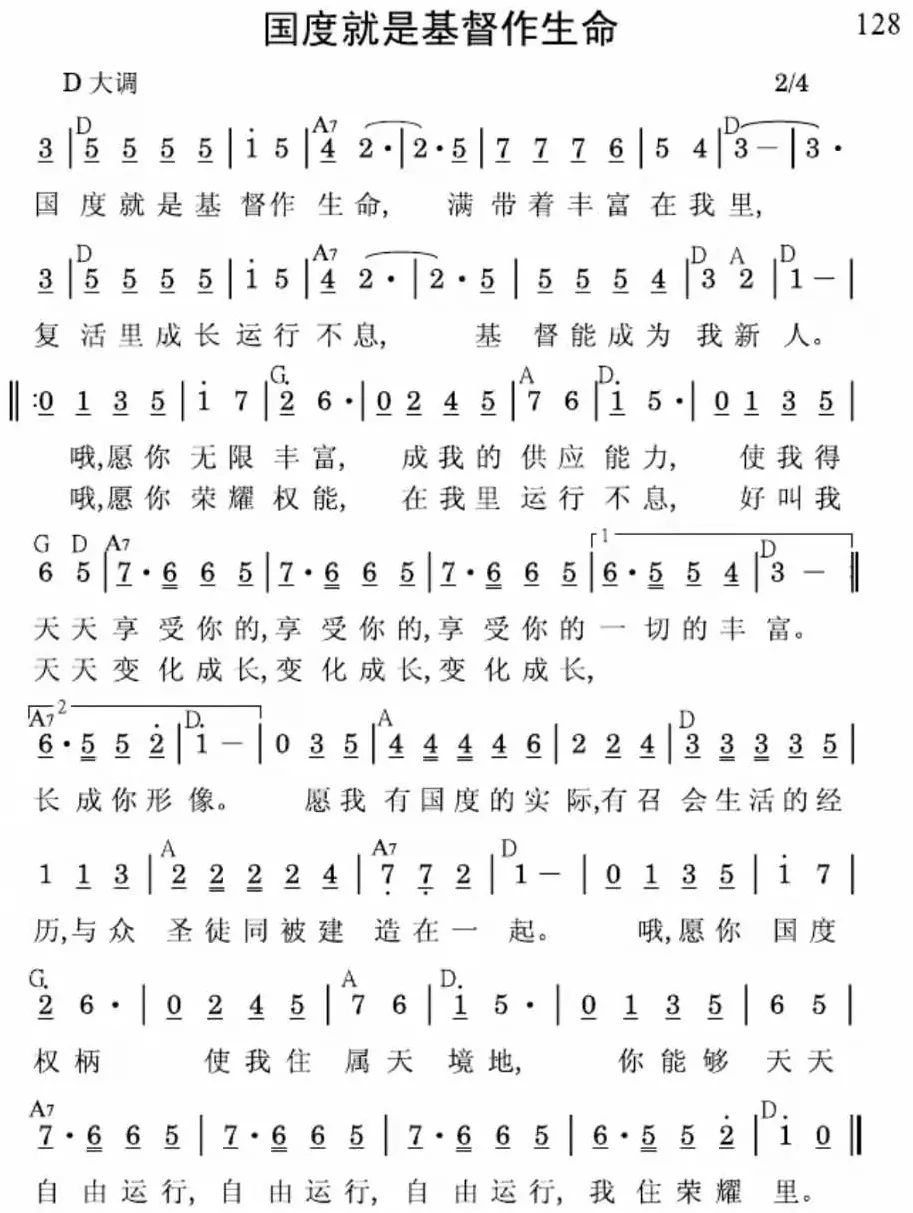 国度就是基督作生命
128
D 大调
2/4
D A7 D
3 | 5 5 5 5 | 1 5 | 4 2 · | 2 · 5 | 7 7 7 6 | 5 4 | 3 — | 3 ·
国 度就是基 督作 生命, 满 带着丰富在我里,
D A7 D A D
3 | 5 5 5 5 | 1 5 | 4 2 · | 2 · 5 | 5 5 5 4 | 3 2 | 1 — |
复 活里成长运行不息, 基 督能成为 我新 人。
G A D
‖: 0 1 3 5 | 1 7 | 2 6 · | 0 2 4 5 | 7 6 | 1 5 · | 0 1 3 5 |
哦,愿你 无限 丰富, 成我的 供应 能力, 使我得
哦,愿你 荣耀 权能, 在我里 运行 不息, 好叫我
G D A7 1 D
6 5 | 7 · 6 6 5 | 7 · 6 6 5 | 7 · 6 6 5 | 6 · 5 5 4 | 3 — ‖
天天享 受你的,享 受你的,享 受你的一 切的丰 富。
天天变 化成长,变 化成长,变 化成长,
A7 2 D A D
6 · 5 5 2 | 1 — | 0 3 5 | 4 4 4 4 6 | 2 2 4 | 3 3 3 3 5 |
长 成你形 像。 愿我 有国度的实 际,有召 会生活的经
A A7 D
1 1 3 | 2 2 2 2 4 | 7 7 2 | 1 — | 0 1 3 5 | 1 7 |
历,与众 圣徒同被建 造在一 起。 哦,愿你 国度
G A D
2 6 · | 0 2 4 5 | 7 6 | 1 5 · | 0 1 3 5 | 6 5 |
权柄 使我住 属天 境地, 你能够 天天
A7 D
7 · 6 6 5 | 7 · 6 6 5 | 7 · 6 6 5 | 6 · 5 5 2 | 1 0 ‖
自 由运行, 自 由运行, 自 由运行, 我 住荣耀 里。